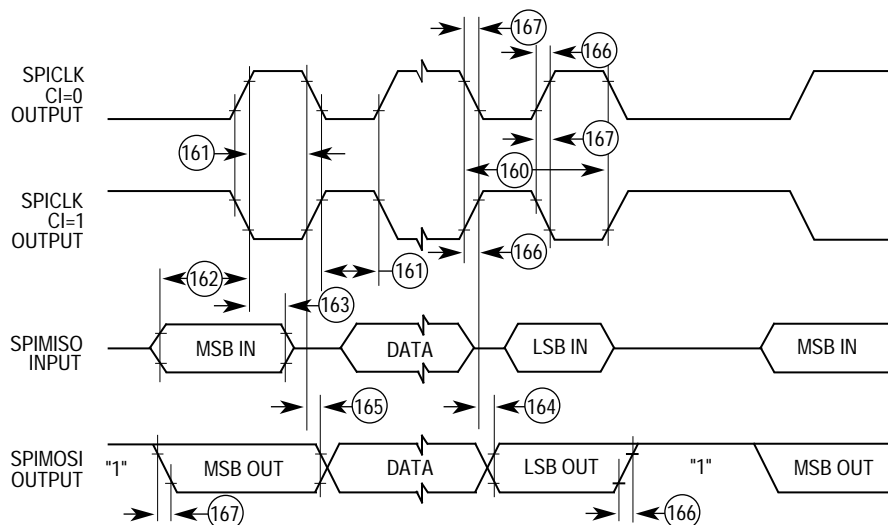 167
166
SPICLK
CI=0
OUTPUT
161
167
160
SPICLK
CI=1
OUTPUT
166
161
162
163
SPIMISO
INPUT
MSB IN
DATA
LSB IN
MSB IN
165
164
SPIMOSI
OUTPUT
"1"
MSB OUT
DATA
LSB OUT
"1"
MSB OUT
167
166